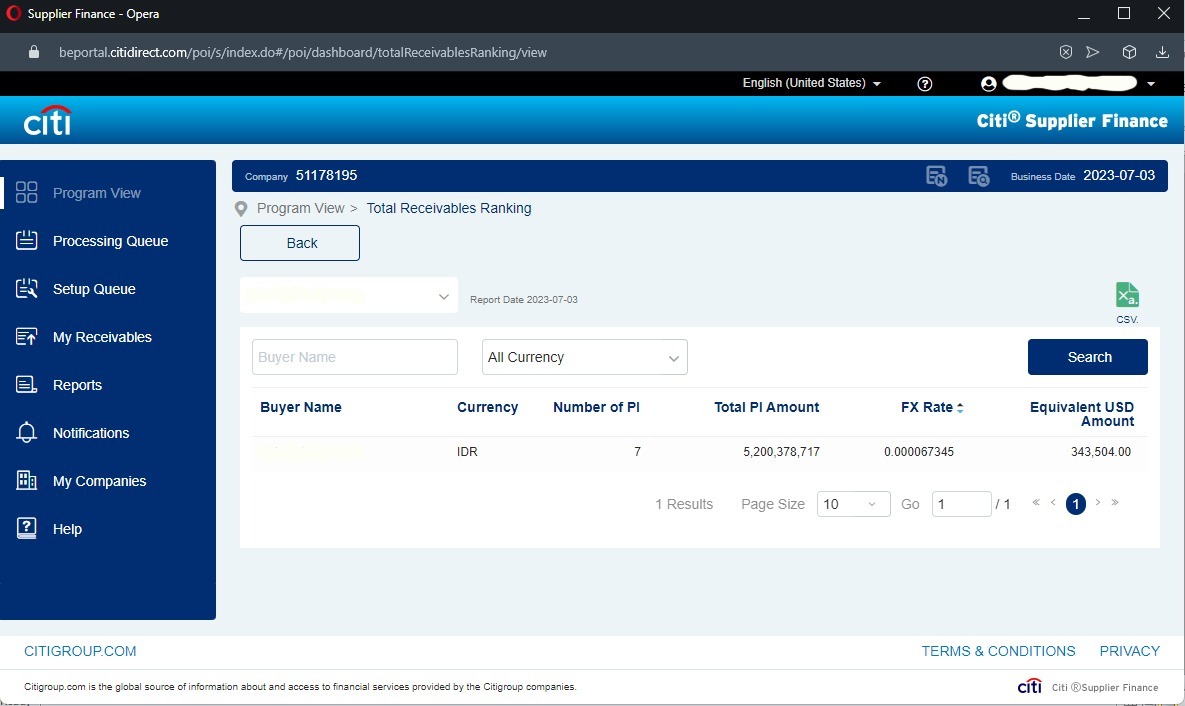 Supplier Finance - Opera
beportal.citidirect.com/poi/s/index.do#/poi/dashboard/totalReceivablesRanking/view
English (United States)
citi
Citi® Supplier Finance
Program View
Processing Queue
Setup Queue
My Receivables
Reports
Notifications
My Companies
Help
Company 51178195
Business Date 2023-07-03
Program View > Total Receivables Ranking
Back
Report Date 2023-07-03
CSV.
Buyer Name
All Currency
Search
Buyer Name Currency Number of PI Total PI Amount FX Rate Equivalent USD
Amount
IDR 7 5,200,378,717 0.000067345 343,504.00
1 Results Page Size 10 Go 1 / 1 « < 1 > »
CITIGROUP.COM
TERMS & CONDITIONS PRIVACY
Citigroup.com is the global source of information about and access to financial services provided by the Citigroup companies.
citi Citi ®Supplier Finance